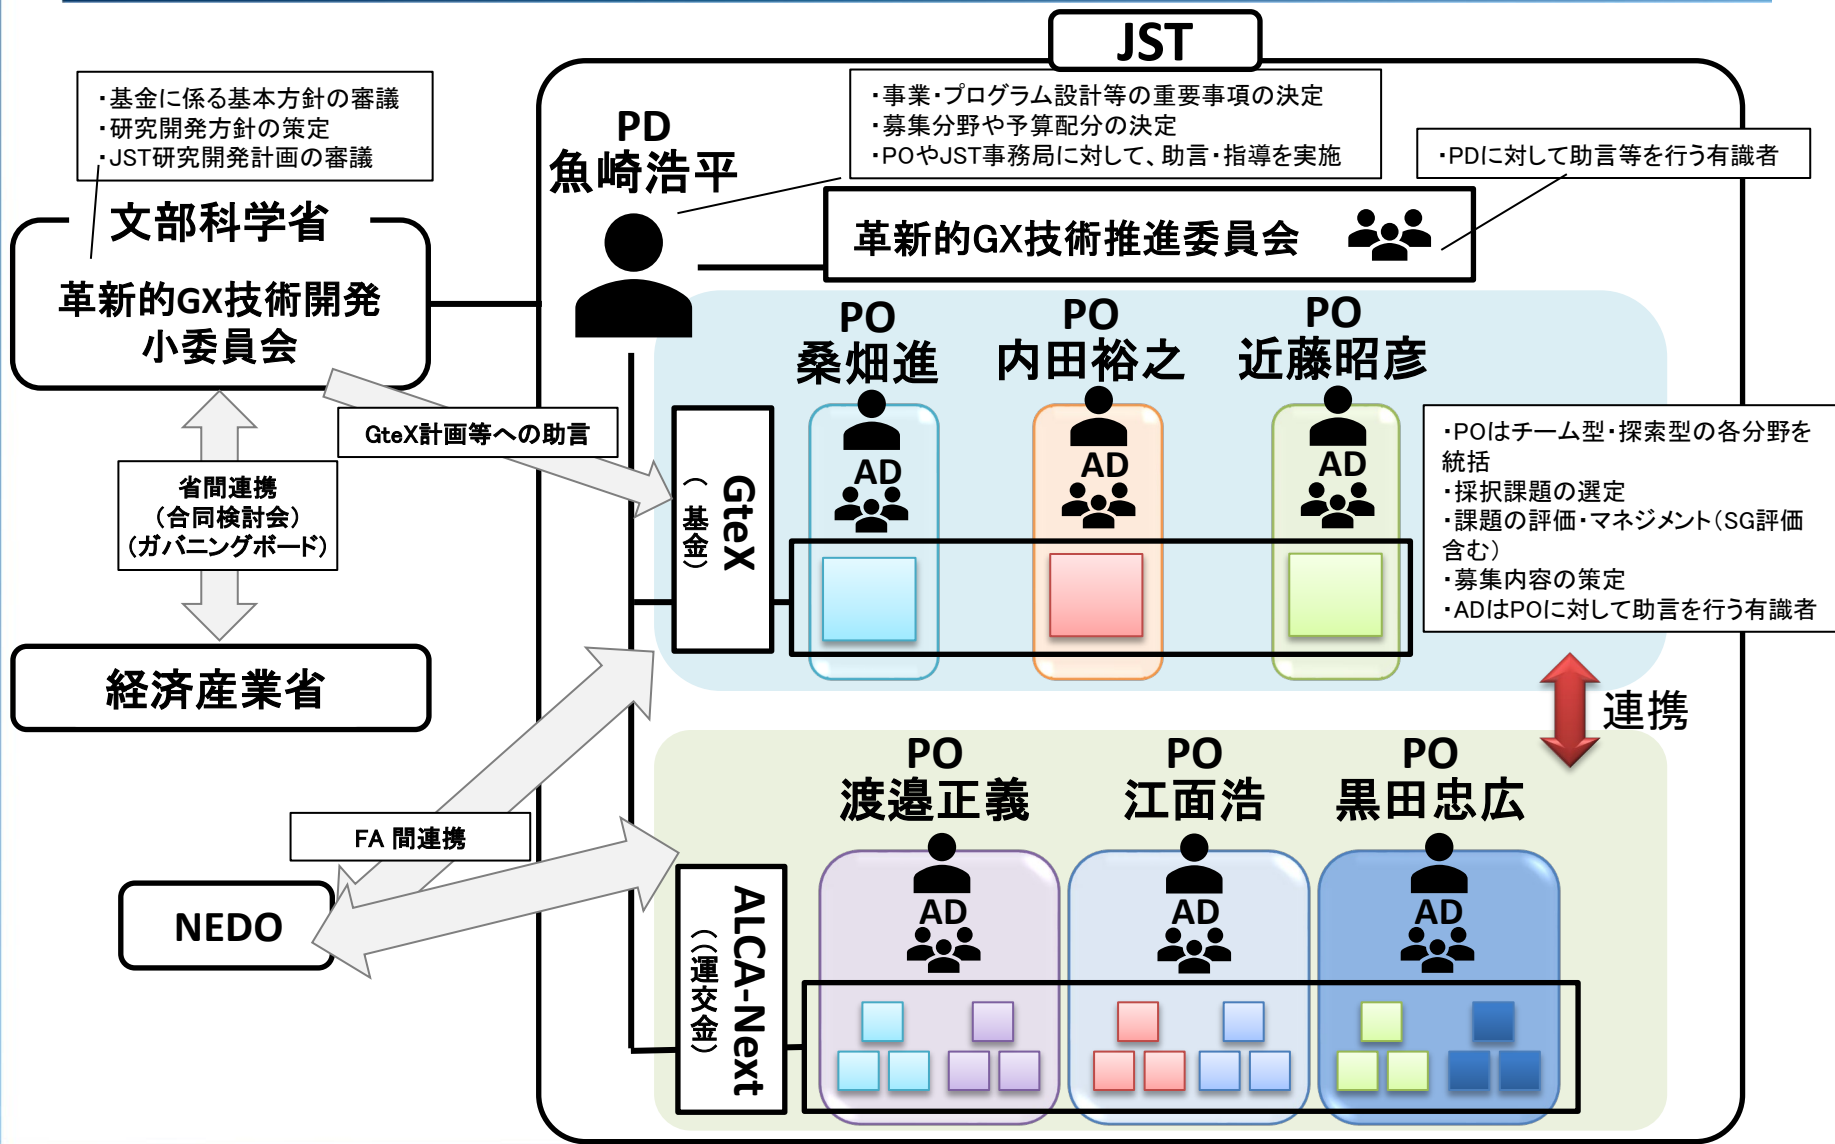 JST
・基金に係る基本方針の審議
・研究開発方針の策定
・JST研究開発計画の審議
文部科学省
革新的GX技術開発
小委員会
PD
魚崎浩平
・事業・プログラム設計等の重要事項の決定
・募集分野や予算配分の決定
・POやJST事務局に対して、助言・指導を実施
・PDに対して助言等を行う有識者
革新的GX技術推進委員会
GteX計画等への助言
省間連携
（合同検討会）
（ガバニングボード）
経済産業省
FA 間連携
NEDO
GteX
（基金）
PO
桑畑進
AD
PO
内田裕之
AD
PO
近藤昭彦
AD
・POはチーム型・探索型の各分野を
統括
・採択課題の選定
・課題の評価・マネジメント（SG評価
含む）
・募集内容の策定
・ADはPOに対して助言を行う有識者
連携
ALCA-Next
（（運交金）
PO
渡邉正義
AD
PO
江面浩
AD
PO
黒田忠広
AD